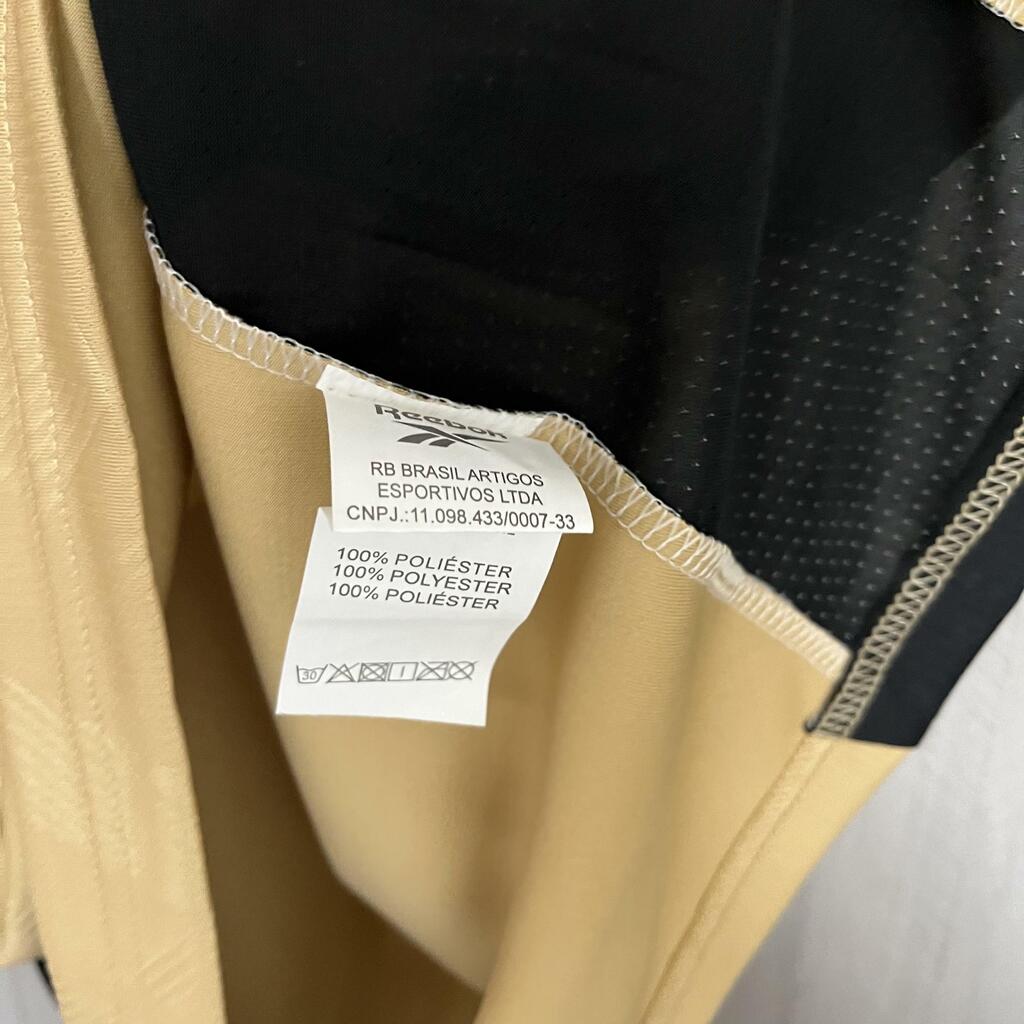 Reebok
RB BRASIL ARTIGOS
ESPORTIVOS LTDA
CNPJ.:11.098.433/0007-33
100% POLIÉSTER
100% POLYESTER
100% POLIÉSTER
30